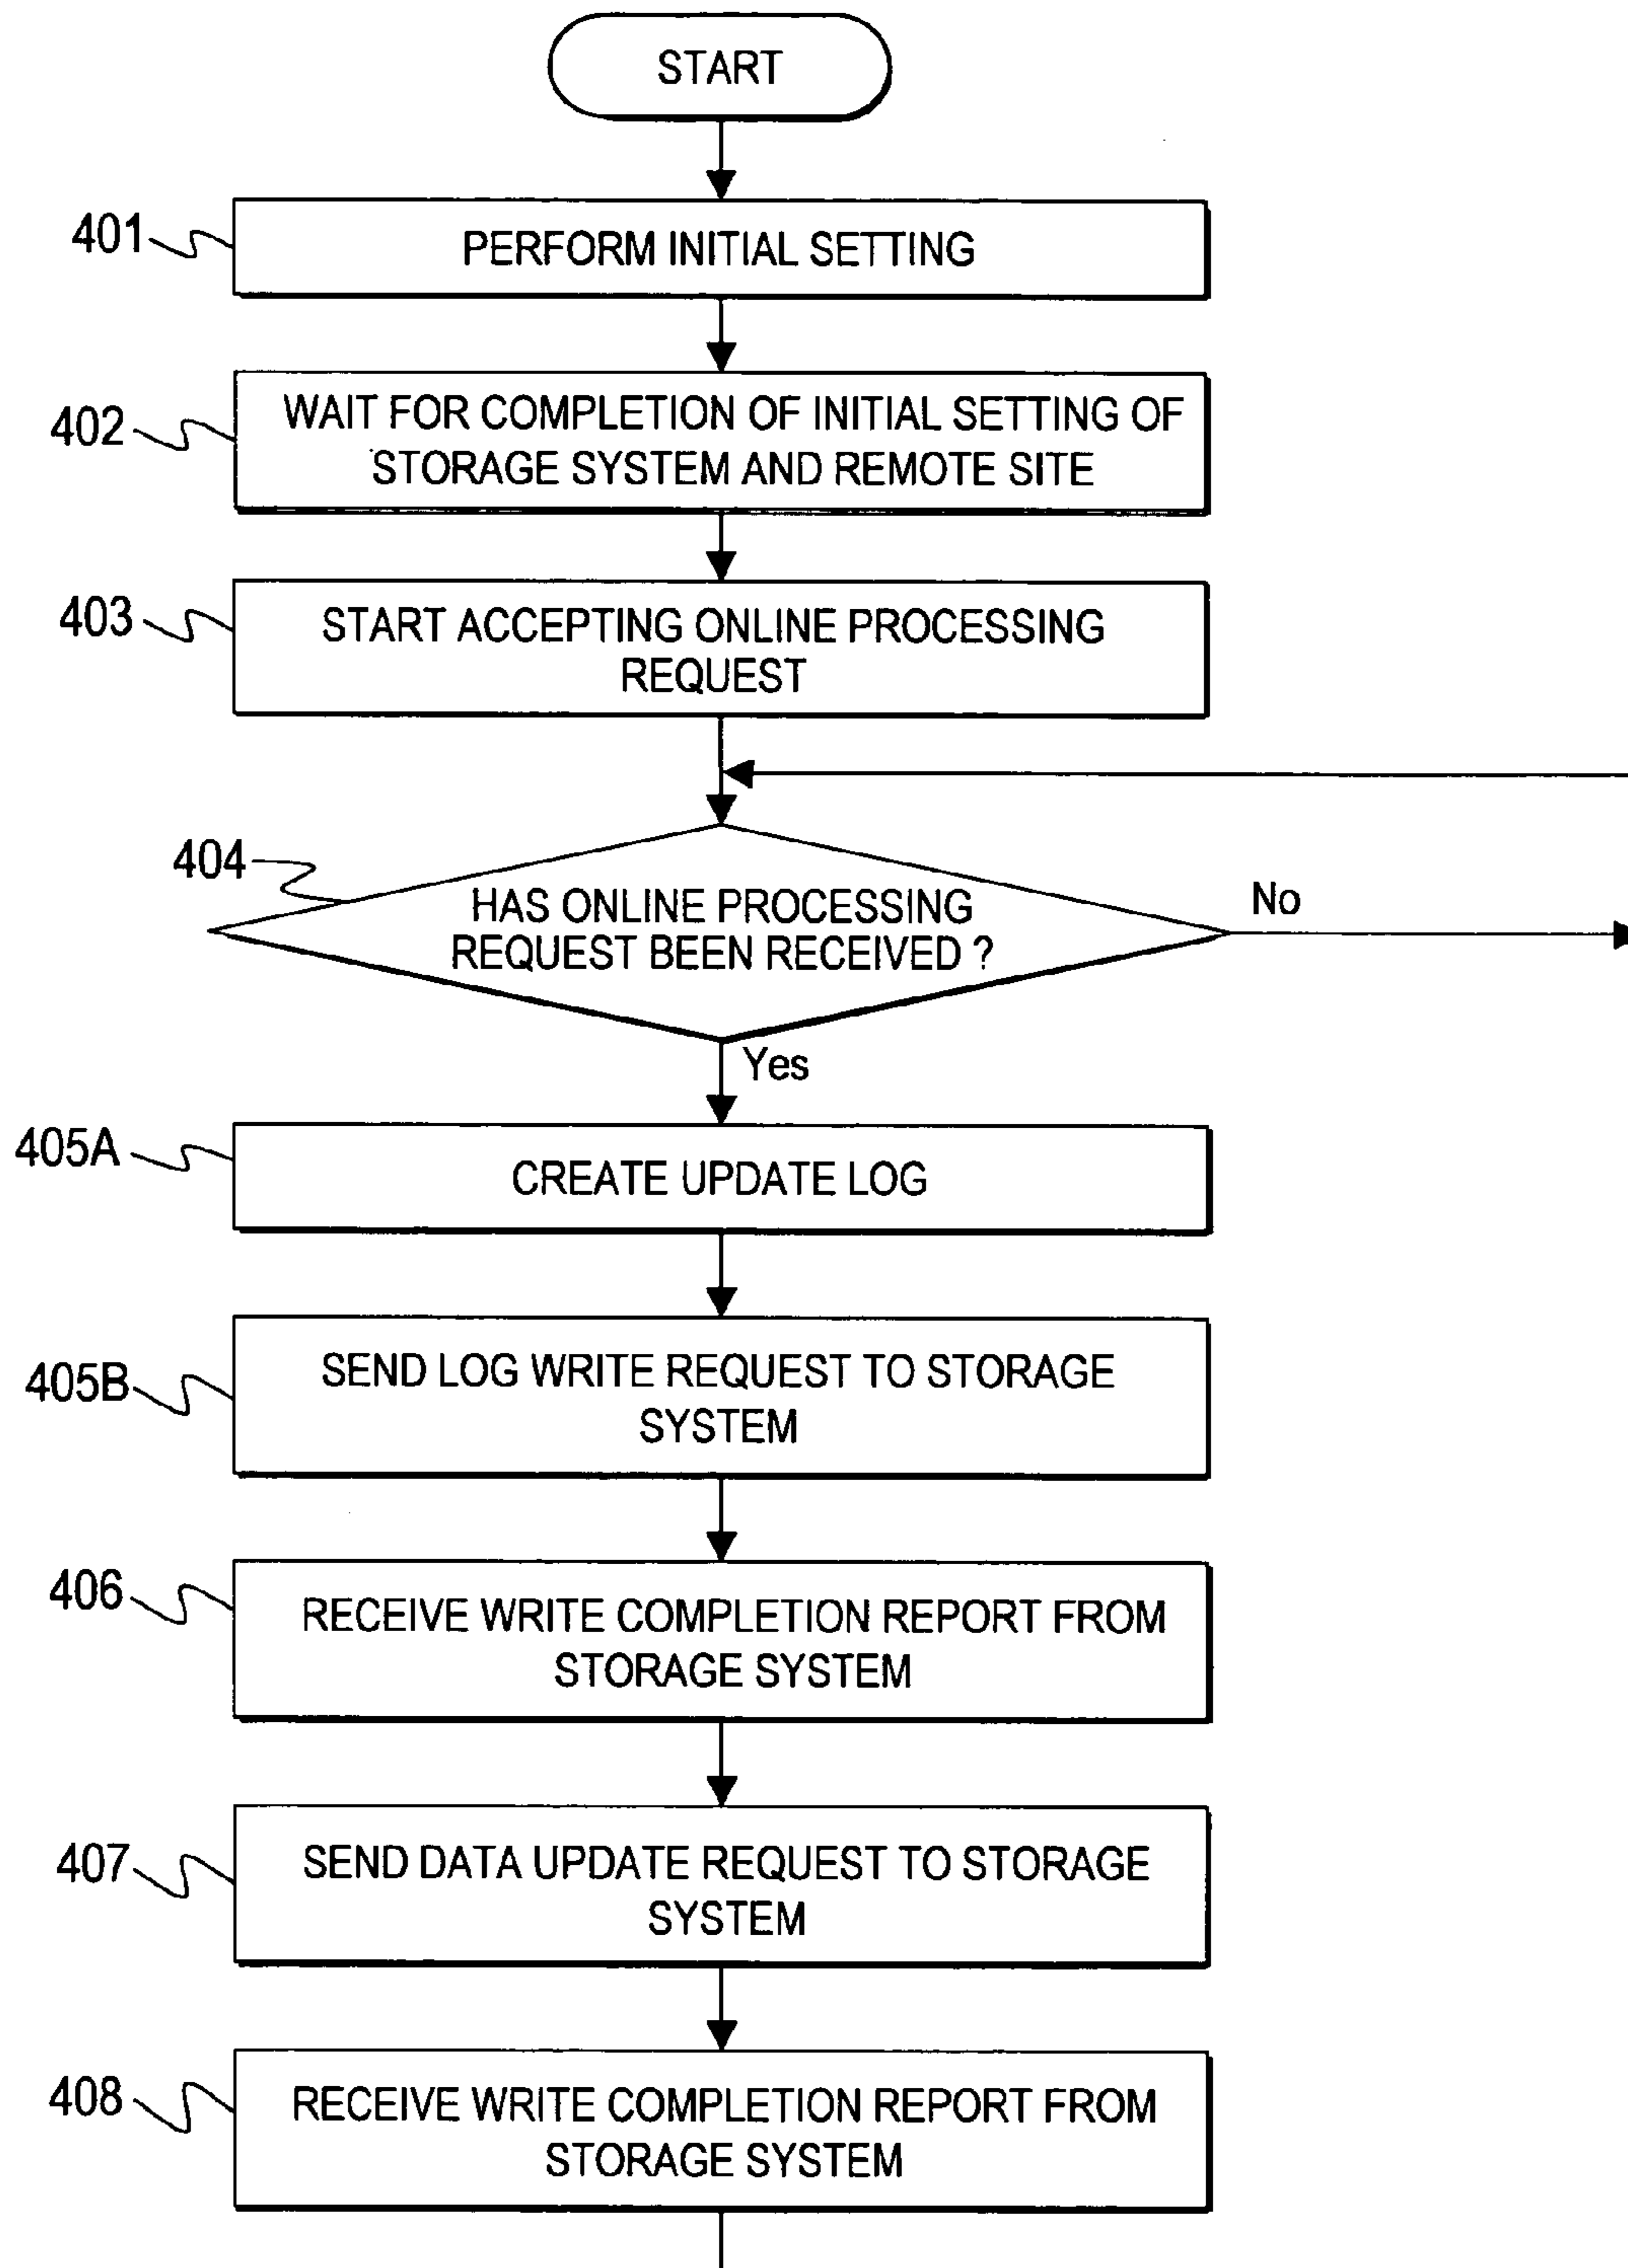 START
401
PERFORM INITIAL SETTING
402
WAIT FOR COMPLETION OF INITIAL SETTING OF
STORAGE SYSTEM AND REMOTE SITE
403
START ACCEPTING ONLINE PROCESSING
REQUEST
404
HAS ONLINE PROCESSING
REQUEST BEEN RECEIVED ?
No
Yes
405A
CREATE UPDATE LOG
405B
SEND LOG WRITE REQUEST TO STORAGE
SYSTEM
406
RECEIVE WRITE COMPLETION REPORT FROM
STORAGE SYSTEM
407
SEND DATA UPDATE REQUEST TO STORAGE
SYSTEM
408
RECEIVE WRITE COMPLETION REPORT FROM
STORAGE SYSTEM